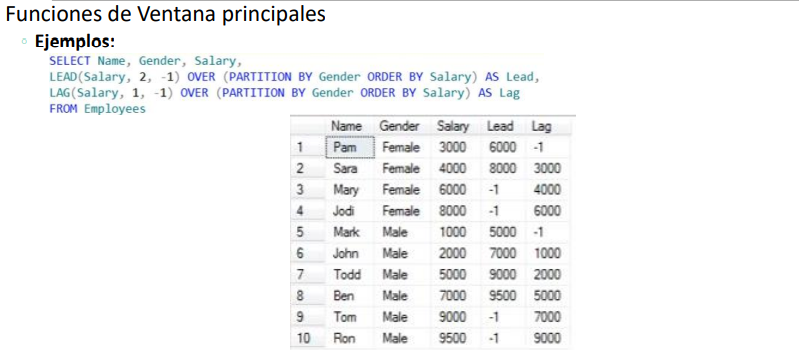 Funciones de Ventana principales
Ejemplos:
SELECT Name, Gender, Salary,
LEAD(Salary, 2, -1) OVER (PARTITION BY Gender ORDER BY Salary) AS Lead,
LAG(Salary, 1, -1) OVER (PARTITION BY Gender ORDER BY Salary) AS Lag
FROM Employees
Name Gender Salary Lead Lag
1 Pam Female 3000 6000 -1
2 Sara Female 4000 8000 3000
3 Mary Female 6000 -1 4000
4 Jodi Female 8000 -1 6000
5 Mark Male 1000 5000 -1
6 John Male 2000 7000 1000
7 Todd Male 5000 9000 2000
8 Ben Male 7000 9500 5000
9 Tom Male 9000 -1 7000
10 Ron Male 9500 -1 9000